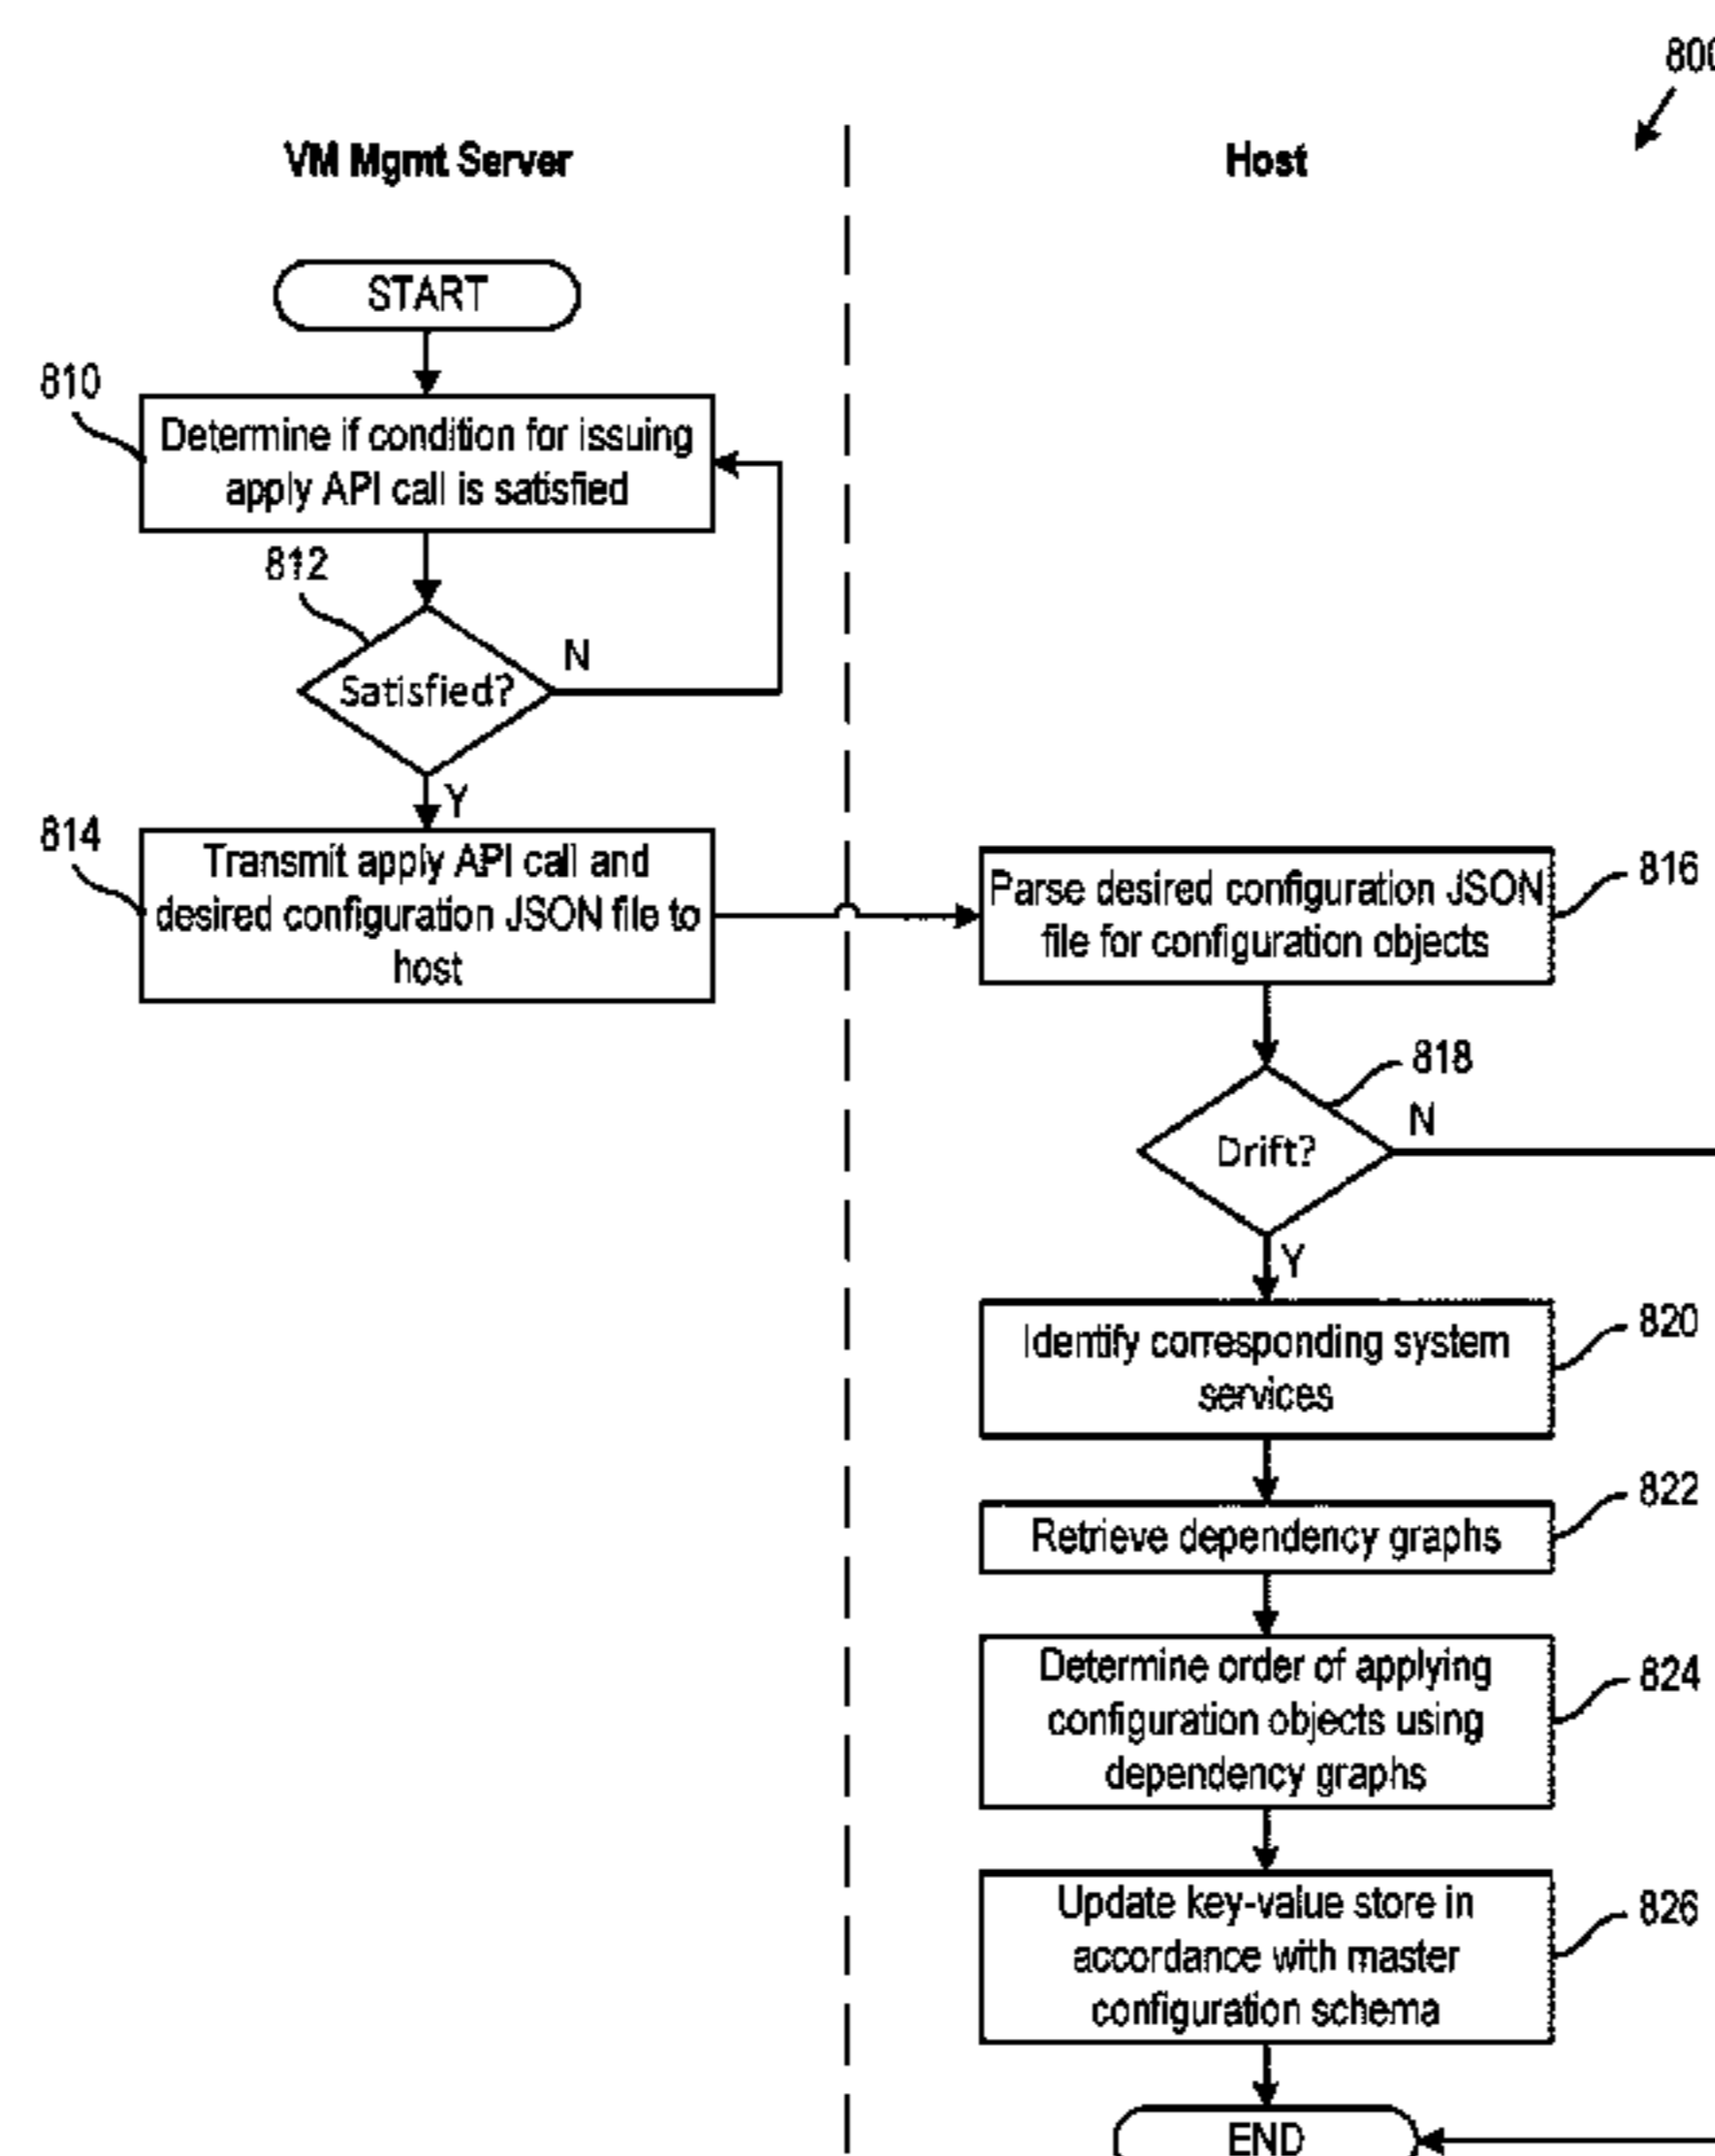 800
VM Mgmt Server
Host
START
810
Determine if condition for issuing
apply API call is satisfied
812
Satisfied?
N
Y
814
Transmit apply API call and
desired configuration JSON file to
host
Parse desired configuration JSON
file for configuration objects
816
818
Drift?
N
Y
Identify corresponding system
services
820
Retrieve dependency graphs
822
Determine order of applying
configuration objects using
dependency graphs
824
Update key-value store in
accordance with master
configuration schema
826
END